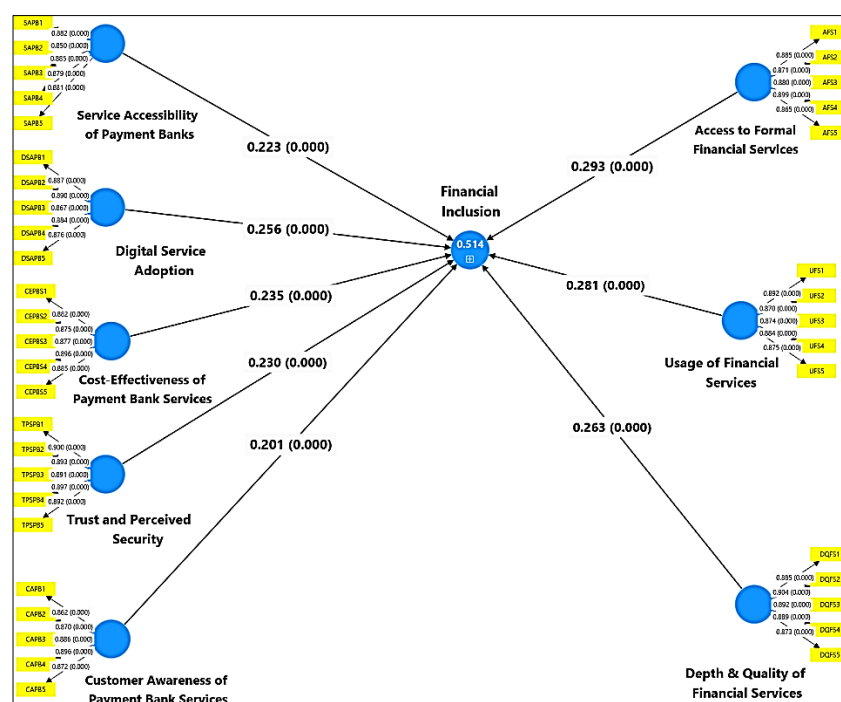 SAPB1
0.882 (0.000)
SAPB2
0.850 (0.000)
0.885 (0.000)
SAPB3
0.879 (0.000)
0.881 (0.000)
SAPB4
SAPB5
Service Accessibility
of Payment Banks
0.223 (0.000)
DSAPB1
0.887 (0.000)
DSAPB2
0.890 (0.000)
DSAPB3
0.867 (0.000)
0.884 (0.000)
DSAPB4
0.876 (0.000)
DSAPB5
Digital Service
Adoption
0.256 (0.000)
CEPBS1
0.862 (0.000)
CEPBS2
0.875 (0.000)
CEPBS3
0.877 (0.000)
0.896 (0.000)
CEPBS4
0.885 (0.000)
CEPBS5
Cost-Effectiveness of
Payment Bank Services
0.235 (0.000)
TPSPB1
0.900 (0.000)
TPSPB2
0.893 (0.000)
TPSPB3
0.891 (0.000)
0.897 (0.000)
TPSPB4
0.892 (0.000)
TPSPB5
Trust and Perceived
Security
0.230 (0.000)
CAPB1
0.862 (0.000)
CAPB2
0.870 (0.000)
CAPB3
0.886 (0.000)
0.896 (0.000)
CAPB4
0.872 (0.000)
CAPB5
Customer Awareness of
Payment Bank Services
0.201 (0.000)
Financial
Inclusion
0.514
AFS1
0.885 (0.000)
AFS2
0.871 (0.000)
0.880 (0.000)
AFS3
0.899 (0.000)
AFS4
0.865 (0.000)
AFS5
Access to Formal
Financial Services
0.293 (0.000)
UFS1
0.892 (0.000)
UFS2
0.870 (0.000)
0.874 (0.000)
UFS3
0.884 (0.000)
UFS4
0.875 (0.000)
UFS5
Usage of Financial
Services
0.281 (0.000)
0.263 (0.000)
DQFS1
0.885 (0.000)
DQFS2
0.904 (0.000)
0.892 (0.000)
DQFS3
0.889 (0.000)
DQFS4
0.873 (0.000)
DQFS5
Depth & Quality of
Financial Services